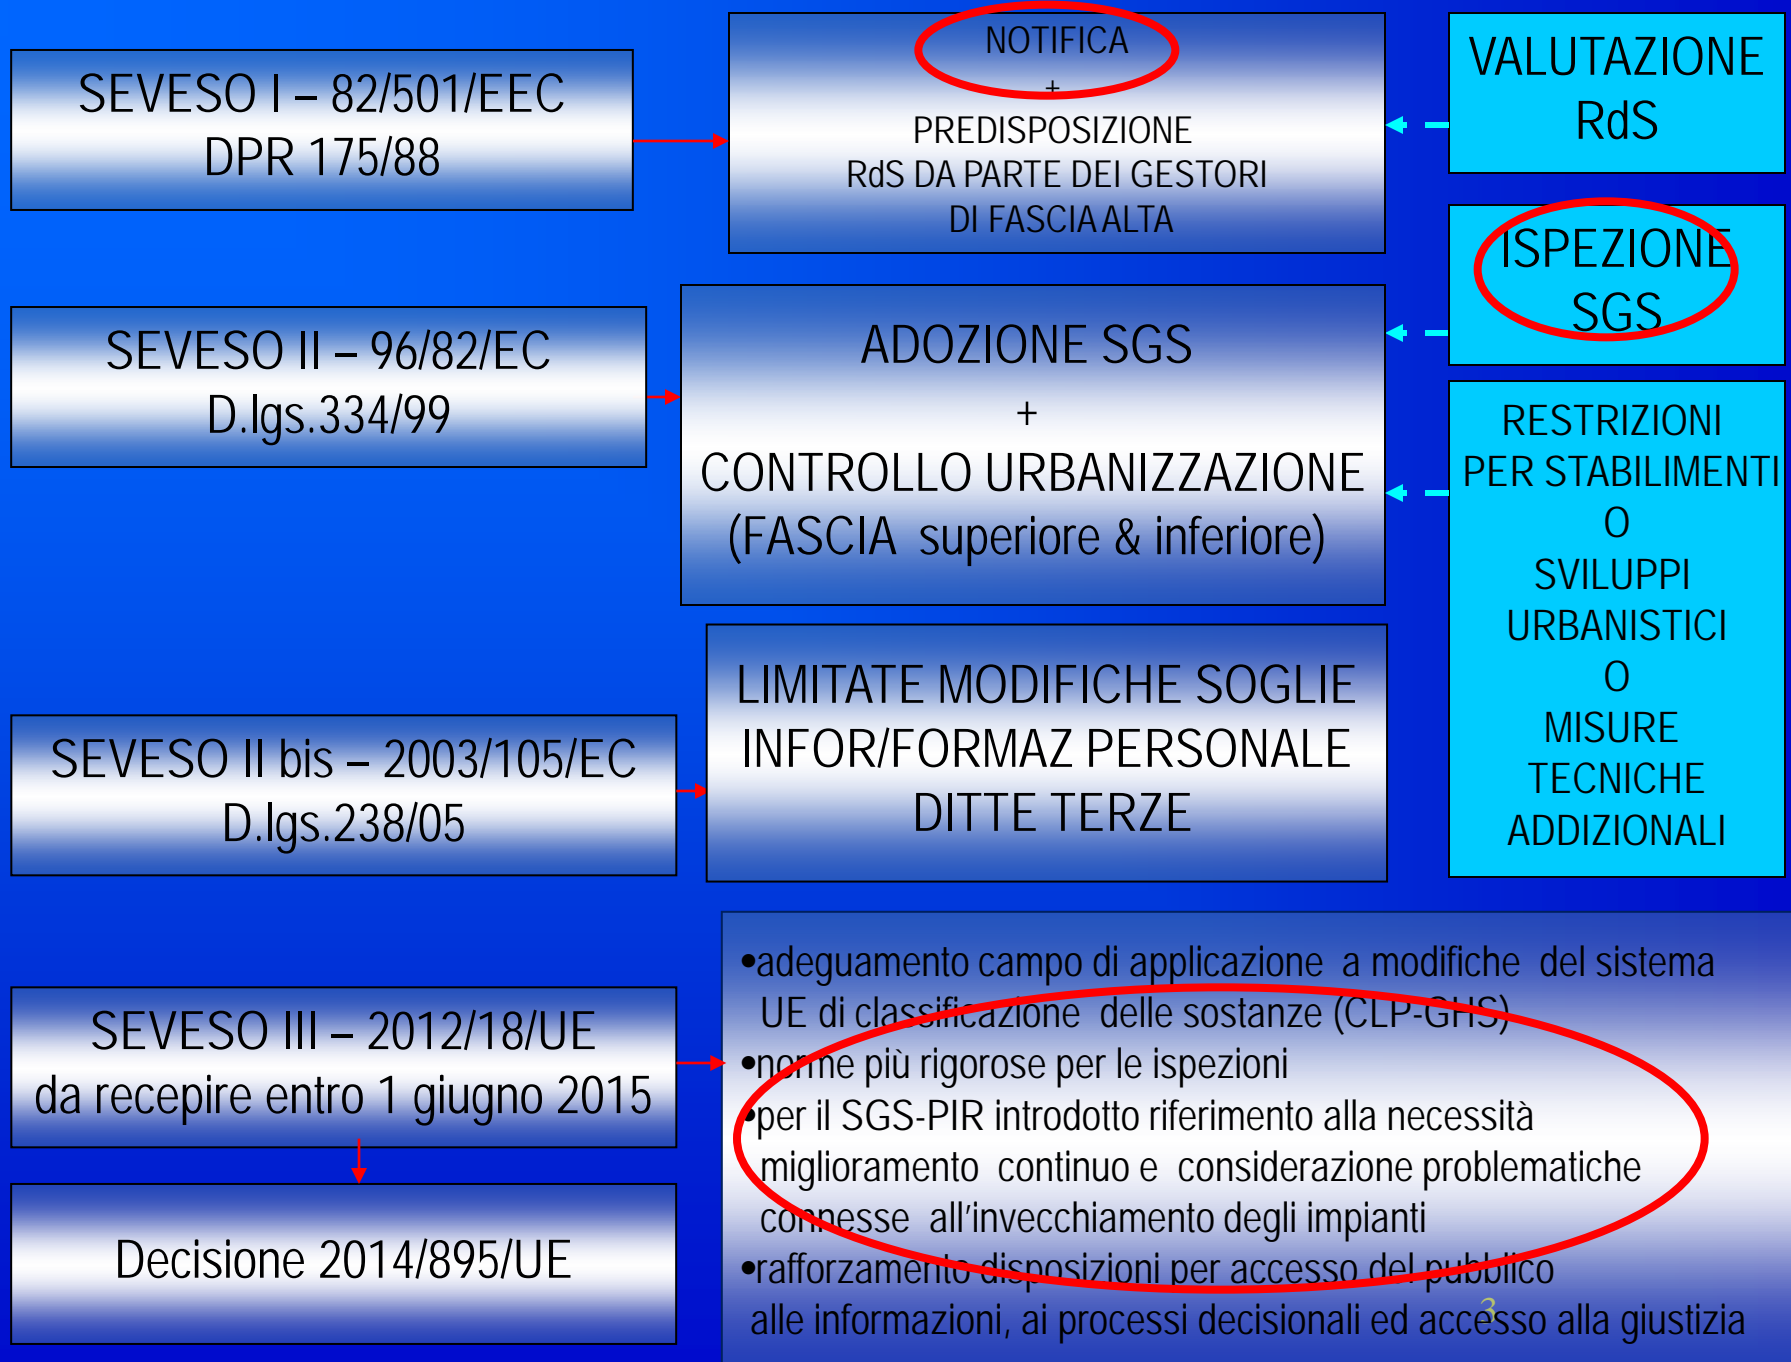 SEVESO I – 82/501/EEC
DPR 175/88
NOTIFICA
+
PREDISPOSIZIONE
RdS DA PARTE DEI GESTORI
DI FASCIA ALTA
VALUTAZIONE
RdS
ISPEZIONE
SGS
SEVESO II – 96/82/EC
D.lgs.334/99
ADOZIONE SGS
+
CONTROLLO URBANIZZAZIONE
(FASCIA superiore & inferiore)
RESTRIZIONI
PER STABILIMENTI
O
SVILUPPI
URBANISTICI
O
MISURE
TECNICHE
ADDIZIONALI
SEVESO II bis – 2003/105/EC
D.lgs.238/05
LIMITATE MODIFICHE SOGLIE
INFOR/FORMAZ PERSONALE
DITTE TERZE
SEVESO III – 2012/18/UE
da recepire entro 1 giugno 2015
Decisione 2014/895/UE
•adeguamento campo di applicazione a modifiche del sistema
UE di classificazione delle sostanze (CLP-GHS)
•norme più rigorose per le ispezioni
•per il SGS-PIR introdotto riferimento alla necessità
miglioramento continuo e considerazione problematiche
connesse all'invecchiamento degli impianti
•rafforzamento disposizioni per accesso del pubblico
alle informazioni, ai processi decisionali ed accesso alla giustizia
3